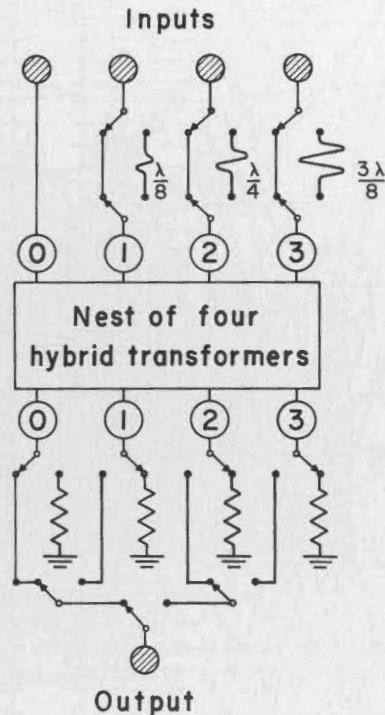 Inputs
λ/8 λ/4 3λ/8
0 1 2 3
Nest of four
hybrid transformers
0 1 2 3
Output